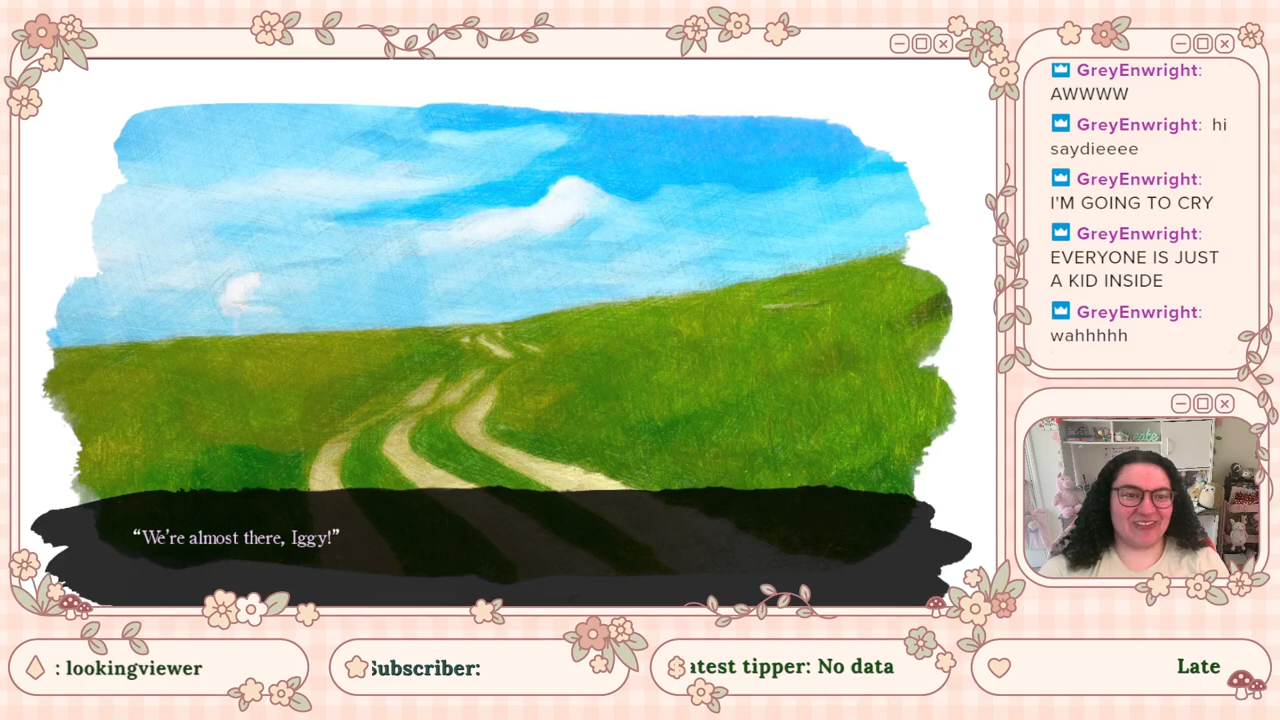 GreyEnwright:
AWWWW
GreyEnwright: hi
saydieeee
GreyEnwright:
I'M GOING TO CRY
GreyEnwright:
EVERYONE IS JUST
A KID INSIDE
GreyEnwright:
wahhhhh
“We're almost there, Iggy!”
create
: lookingviewer
Subscriber:
atest tipper: No data
Late